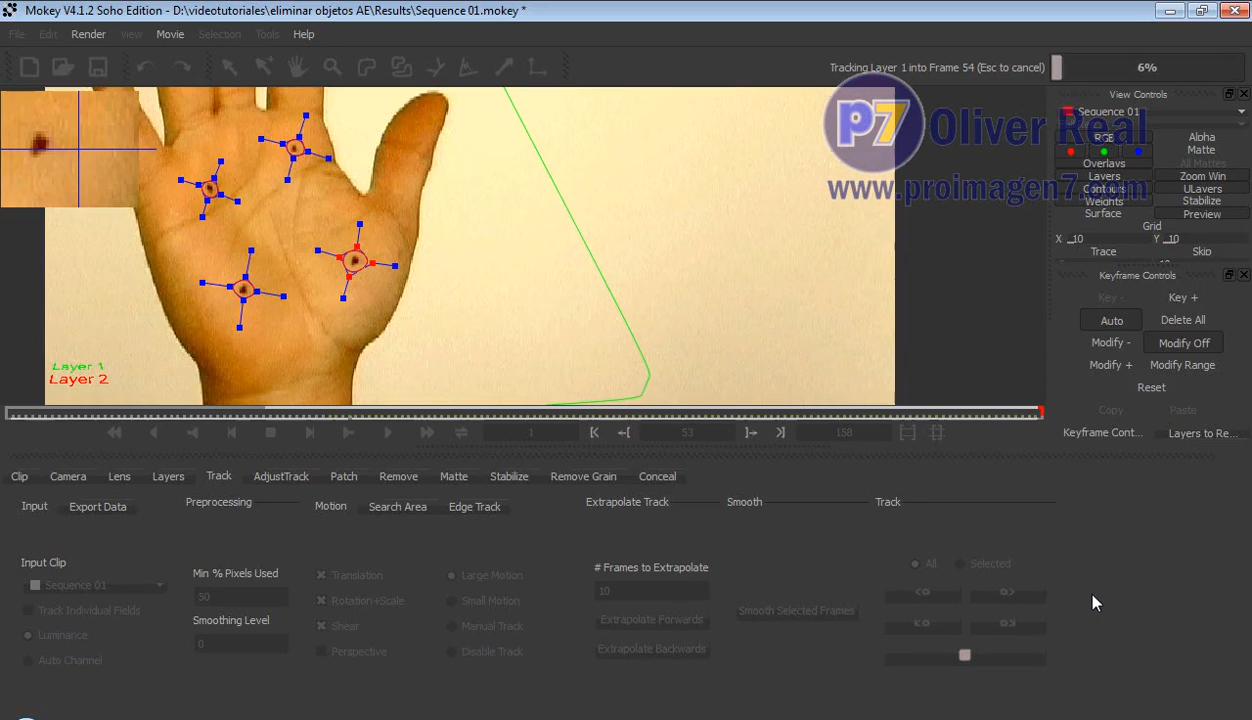 Mokey V4.1.2 Soho Edition - D:\videotutoriales\eliminar objetos AE\Results\Sequence 01.mokey *
File Edit Render View Movie Selection Tools Help
Tracking Layer 1 into Frame 54 (Esc to cancel) 6%
View Controls
Sequence 01
RGB Alpha
Matte
Overlays All Mattes
Layers Zoom Win
Contours ULayers
Weights Stabilize
Surface Preview
Grid
X 10 Y 10
Trace Skip
P7 Oliver Real
www.proimagen7.com
Keyframe Controls
Key - Key +
Auto Delete All
Modify - Modify Off
Modify + Modify Range
Reset
Copy Paste
Keyframe Cont... Layers to Re...
Layer 1
Layer 2
1 53 158
Clip Camera Lens Layers Track AdjustTrack Patch Remove Matte Stabilize Remove Grain Conceal
Input Export Data Preprocessing Motion Search Area Edge Track Extrapolate Track Smooth Track
Input Clip
Sequence 01
Track Individual Fields
Luminance
Auto Channel
Min % Pixels Used
50
Smoothing Level
0
Translation
Rotation+Scale
Shear
Perspective
Large Motion
Small Motion
Manual Track
Disable Track
# Frames to Extrapolate
10
Extrapolate Forwards
Extrapolate Backwards
Smooth Selected Frames
All Selected